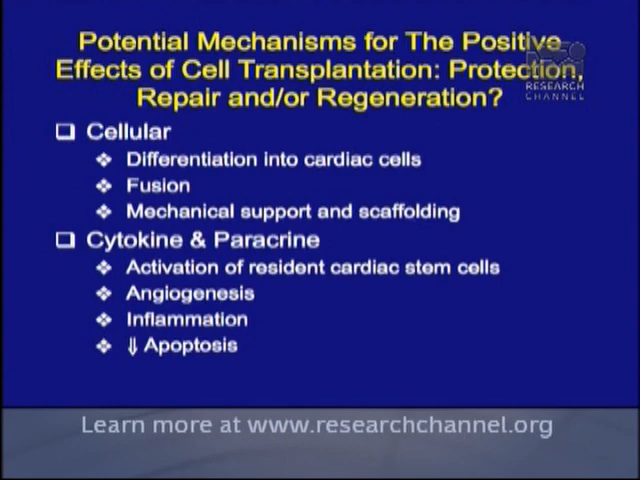 Potential Mechanisms for The Positive
Effects of Cell Transplantation: Protection,
Repair and/or Regeneration?
RESEARCH
CHANNEL
❑ Cellular
❖ Differentiation into cardiac cells
❖ Fusion
❖ Mechanical support and scaffolding
❑ Cytokine & Paracrine
❖ Activation of resident cardiac stem cells
❖ Angiogenesis
❖ Inflammation
❖ ⇓ Apoptosis
Learn more at www.researchchannel.org